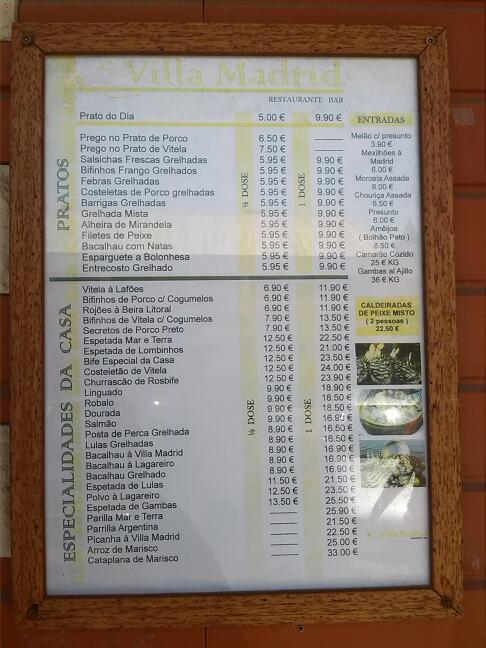 Villa Madrid
RESTAURANTE BAR
Prato do Dia 5.00 € 9.90 €
PRATOS
½ DOSE
1 DOSE
Prego no Prato de Porco 6.50 € ----------
Prego no Prato de Vitela 7.50 € ----------
Salsichas Frescas Grelhadas 5.95 € 9.90 €
Bifinhos Frango Grelhados 5.95 € 9.90 €
Febras Grelhadas 5.95 € 9.90 €
Costeletas de Porco grelhadas 5.95 € 9.90 €
Barrigas Grelhadas 5.95 € 9.90 €
Grelhada Mista 5.95 € 9.90 €
Alheira de Mirandela 5.95 € 9.90 €
Filetes de Peixe 5.95 € 9.90 €
Bacalhau com Natas 5.95 € 9.90 €
Esparguete a Bolonhesa 5.95 € 9.90 €
Entrecosto Grelhado 5.95 € 9.90 €
ESPECIALIDADES DA CASA
½ DOSE
1 DOSE
Vitela à Lafões 6.90 € 11.90 €
Bifinhos de Porco c/ Cogumelos 6.90 € 11.90 €
Rojões à Beira Litoral 6.90 € 11.90 €
Bifinhos de Vitela c/ Cogumelos 7.90 € 13.50 €
Secretos de Porco Preto 7.90 € 13.50 €
Espetada Mar e Terra 12.50 € 22.50 €
Espetada de Lombinhos 12.50 € 21.00 €
Bife Especial da Casa 12.50 € 23.50 €
Costeletão de Vitela 12.50 € 24.00 €
Churrascão de Rosbife 12.50 € 23.90 €
Linguado 9.90 € 18.90 €
Robalo 9.90 € 18.50 €
Dourada 9.90 € 18.50 €
Salmão 9.90 € 16.90 €
Posta de Perca Grelhada 8.90 € 16.50 €
Lulas Grelhadas 8.90 € 16.50 €
Bacalhau à Villa Madrid 8.90 € 16.90 €
Bacalhau à Lagareiro 8.90 € 16.90 €
Bacalhau Grelhado 8.90 € 16.90 €
Espetada de Lulas 11.50 € 21.50 €
Polvo à Lagareiro 12.50 € 23.50 €
Espetada de Gambas 13.50 € 25.50 €
Parilla Mar e Terra ---------- 25.90 €
Parrilla Argentina ---------- 21.50 €
Picanha à Villa Madrid ---------- 22.50 €
Arroz de Marisco ---------- 25.00 €
Cataplana de Marisco ---------- 33.00 €
ENTRADAS
Melão c/ presunto
3.90 €
Mexilhões à
Madrid
6.00 €
Morcela Assada
6.00 €
Chouriça Assada
6.50 €
Presunto
6.00 €
Amêijoa
( Bolhão Pato )
8.50 €
Camarão Cozido
25 € KG
Gambas al Ajillo
36 € KG
CALDEIRADAS
DE PEIXE MISTO
( 2 pessoas )
22.50 €
Villa Madrid